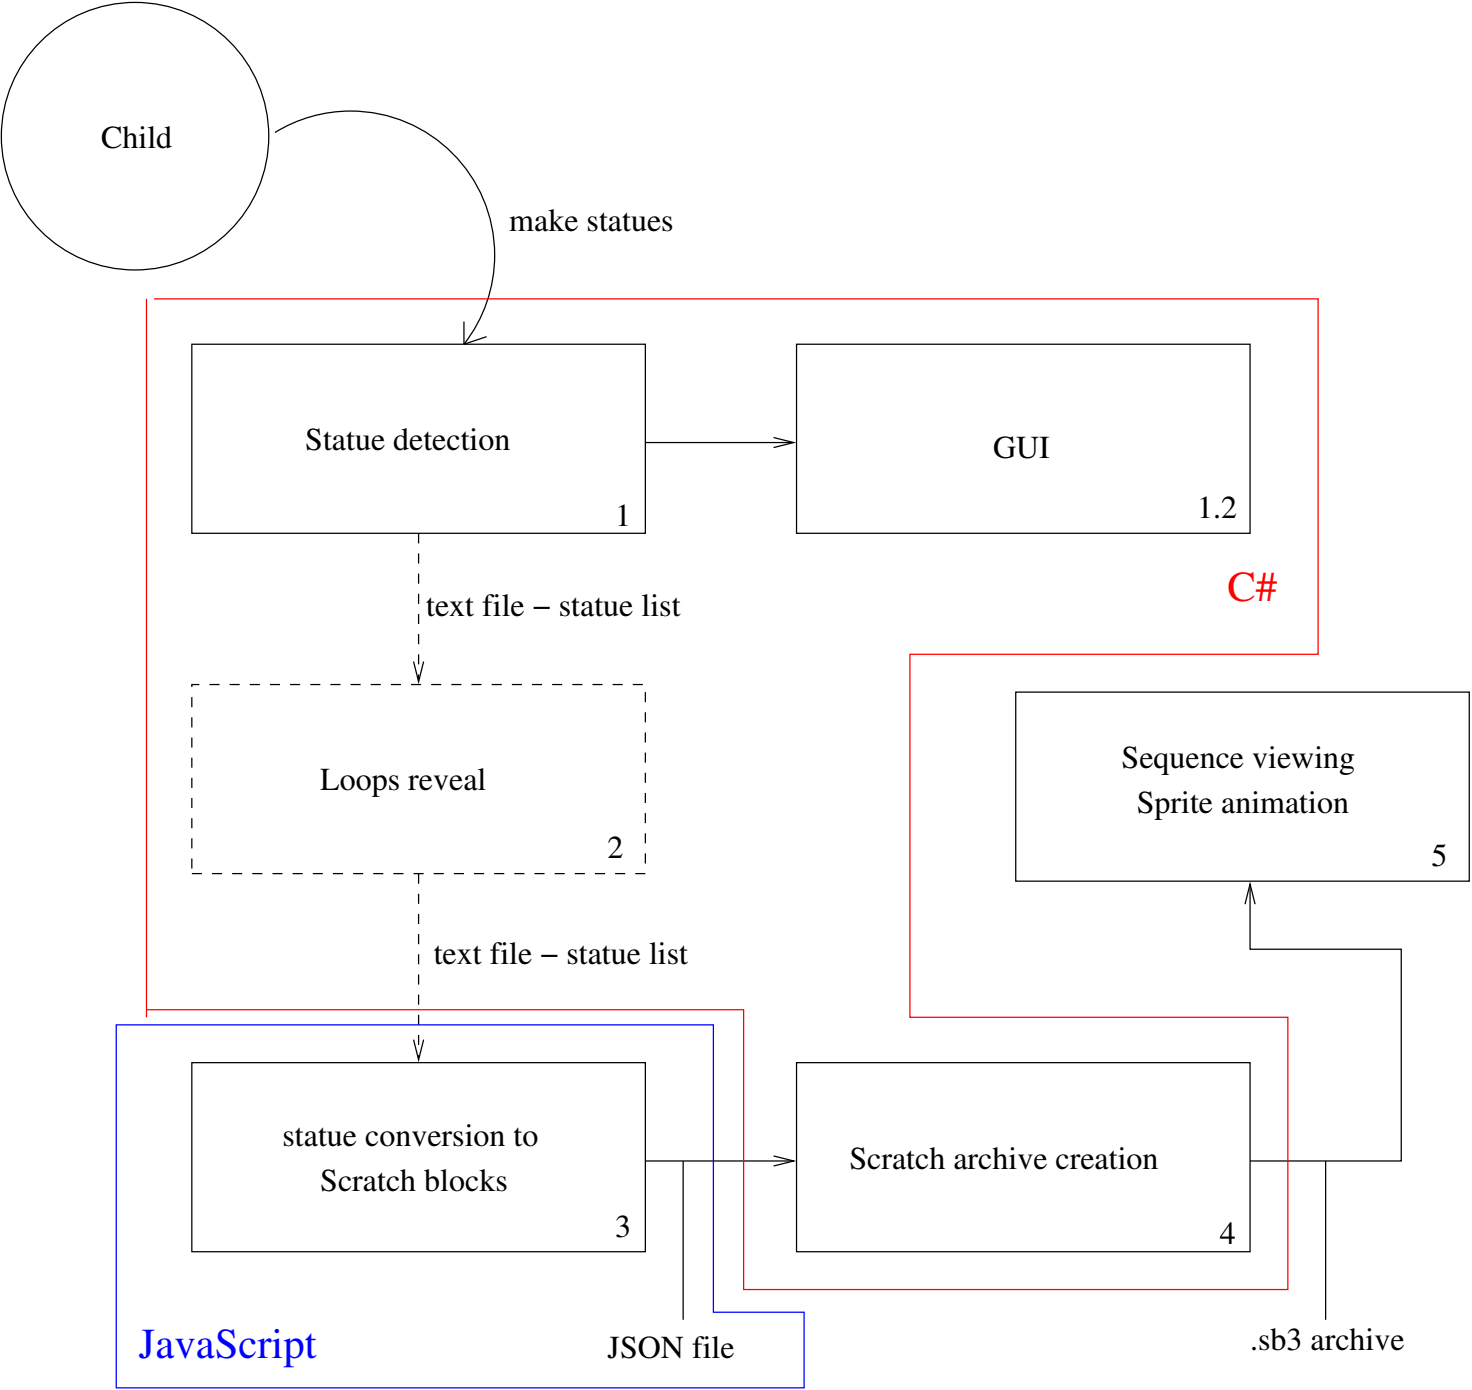 Child
make statues
Statue detection
1
GUI
1.2
C#
text file − statue list
Loops reveal
2
Sequence viewing
Sprite animation
5
text file − statue list
statue conversion to
Scratch blocks
3
Scratch archive creation
4
JavaScript
JSON file
.sb3 archive